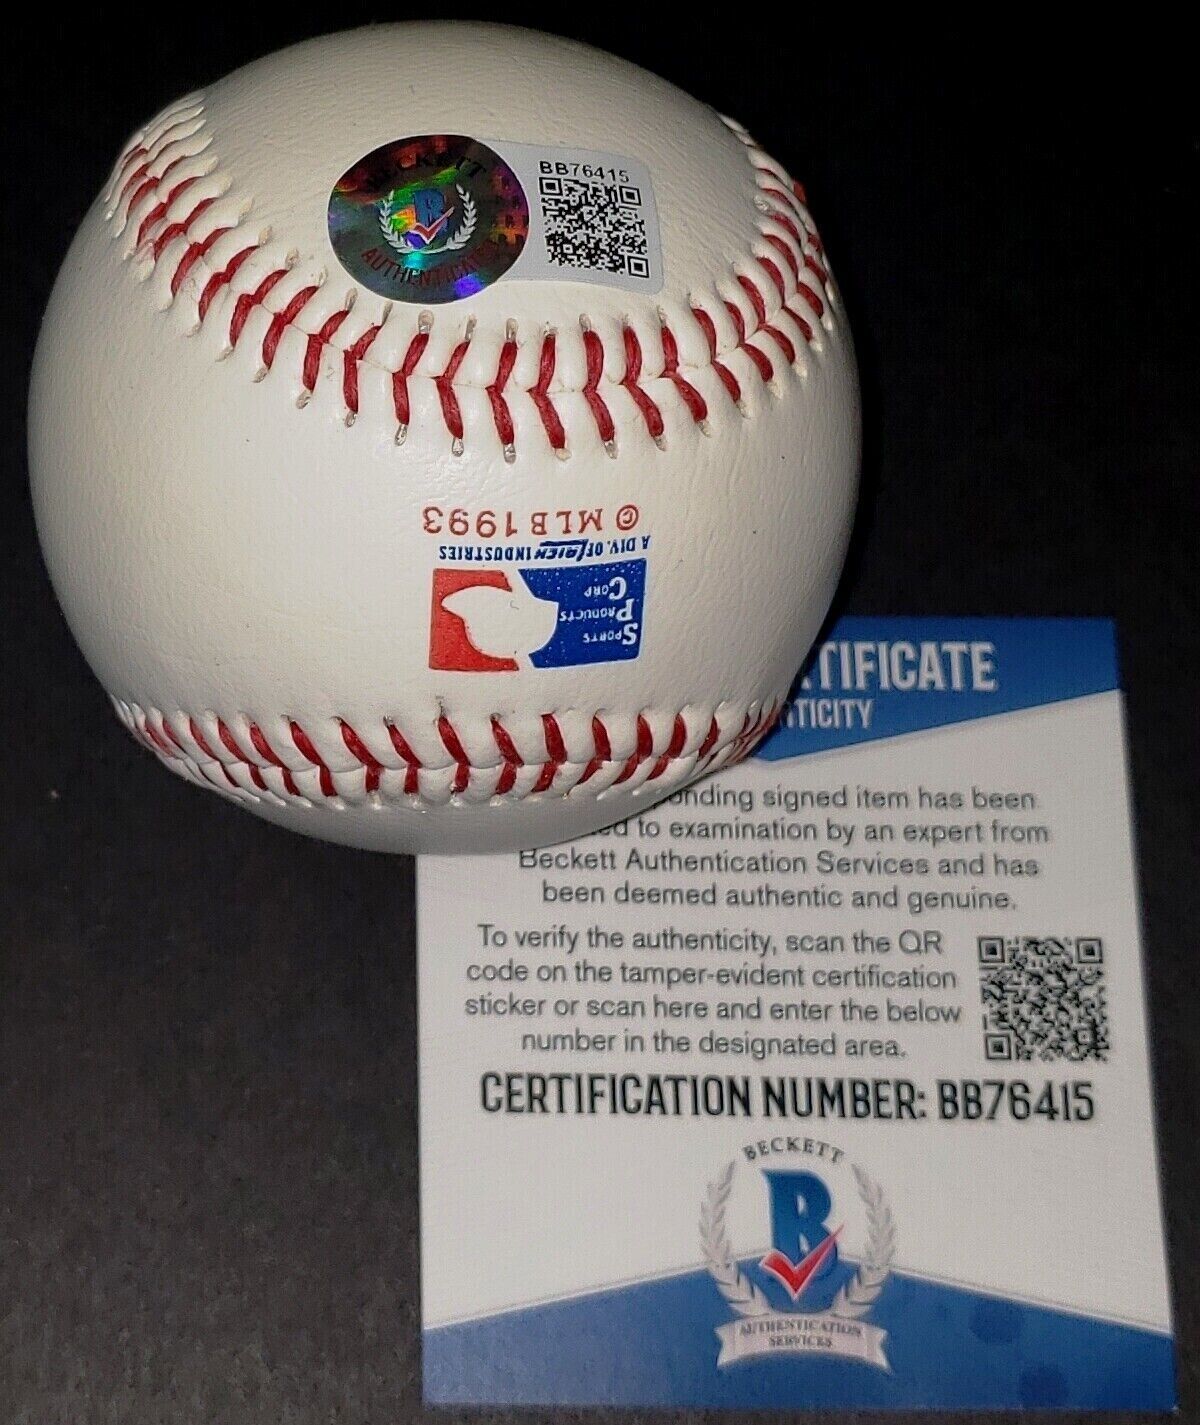 BECKETT
AUTHENTICATION
BB76415
© MLB 1993
A DIV. OF INDUSTRIES
SPORTS
PRODUCTS
CORP
TIFICATE
TICITY
onding signed item has been
ed to examination by an expert from
Beckett Authentication Services and has
been deemed authentic and genuine.
To verify the authenticity, scan the QR
code on the tamper-evident certification
sticker or scan here and enter the below
number in the designated area.
CERTIFICATION NUMBER: BB76415
BECKETT
B
AUTHENTICATION
SERVICES